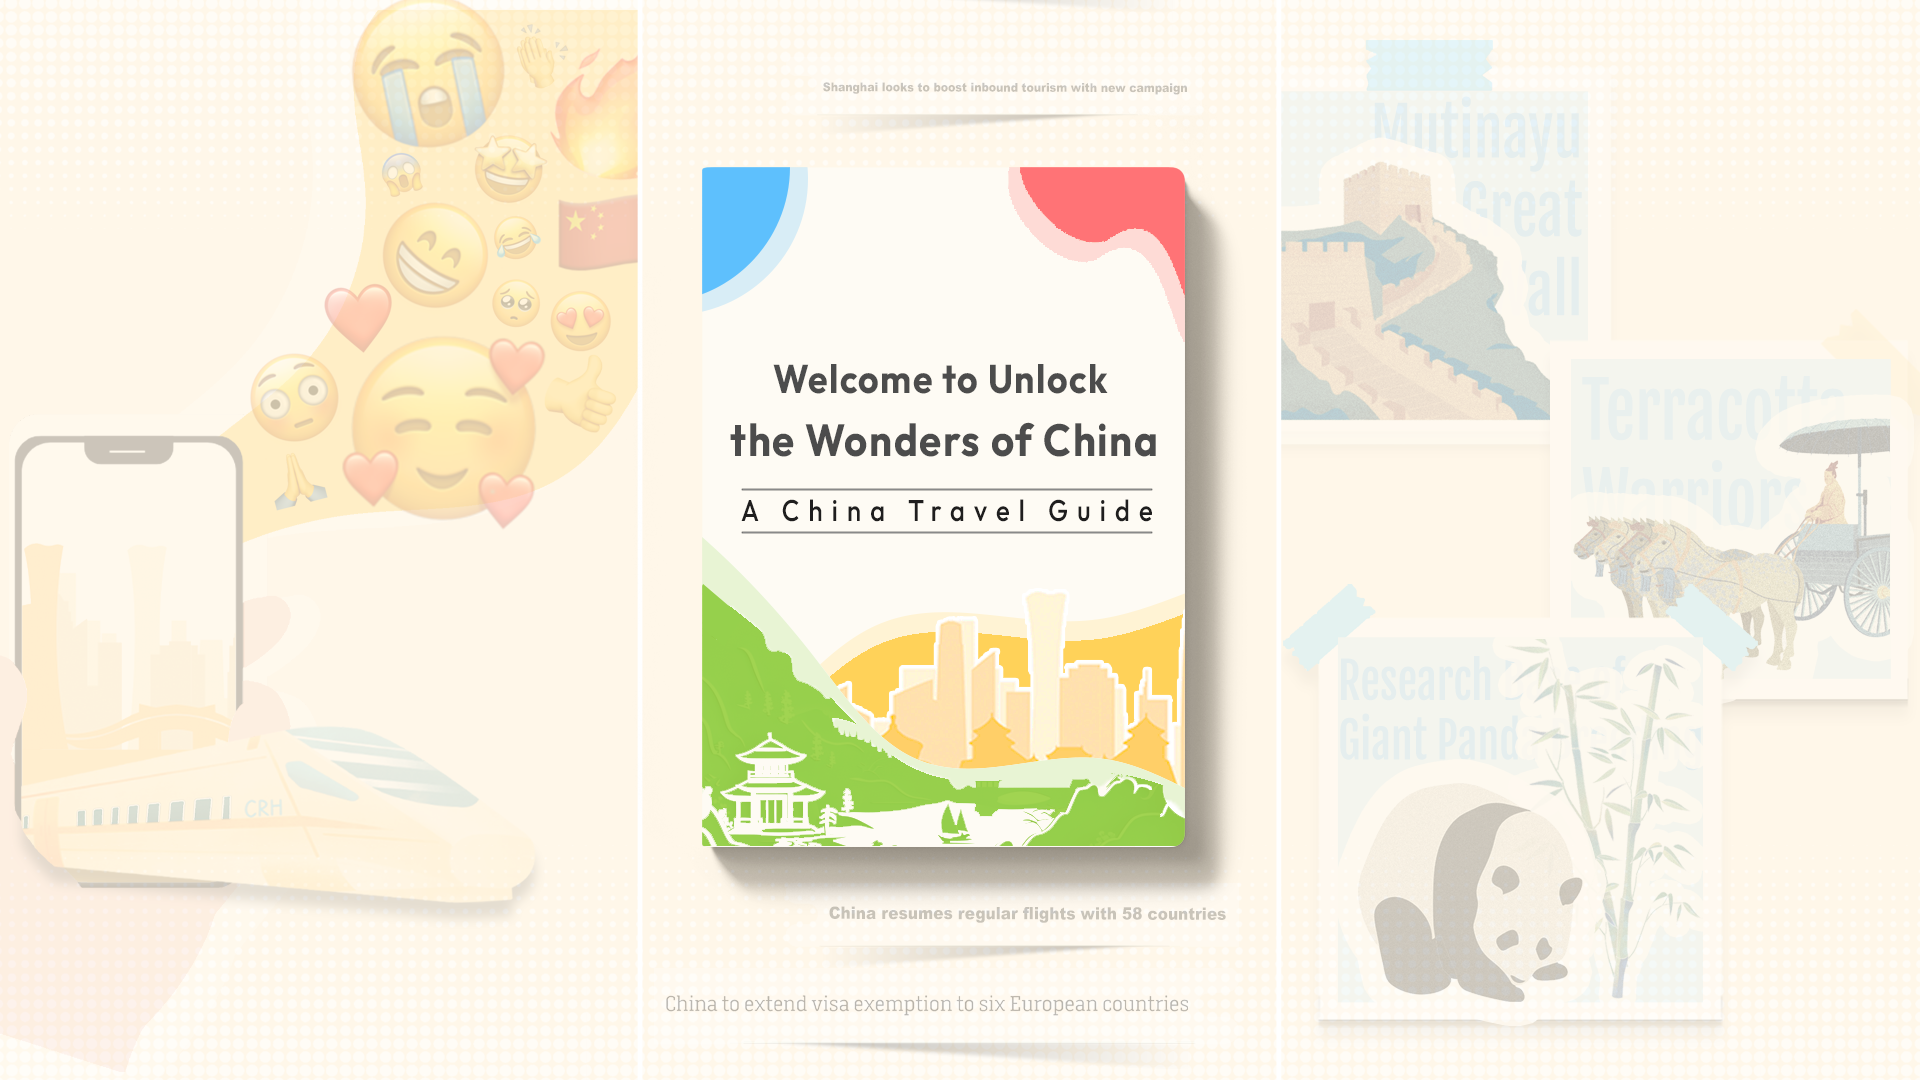 Shanghai looks to boost inbound tourism with new campaign
Welcome to Unlock
the Wonders of China
A China Travel Guide
China resumes regular flights with 58 countries
China to extend visa exemption to six European countries
CRH
Mutinayu
Great
all
Terracotta
Warriors
Research
Giant Pand